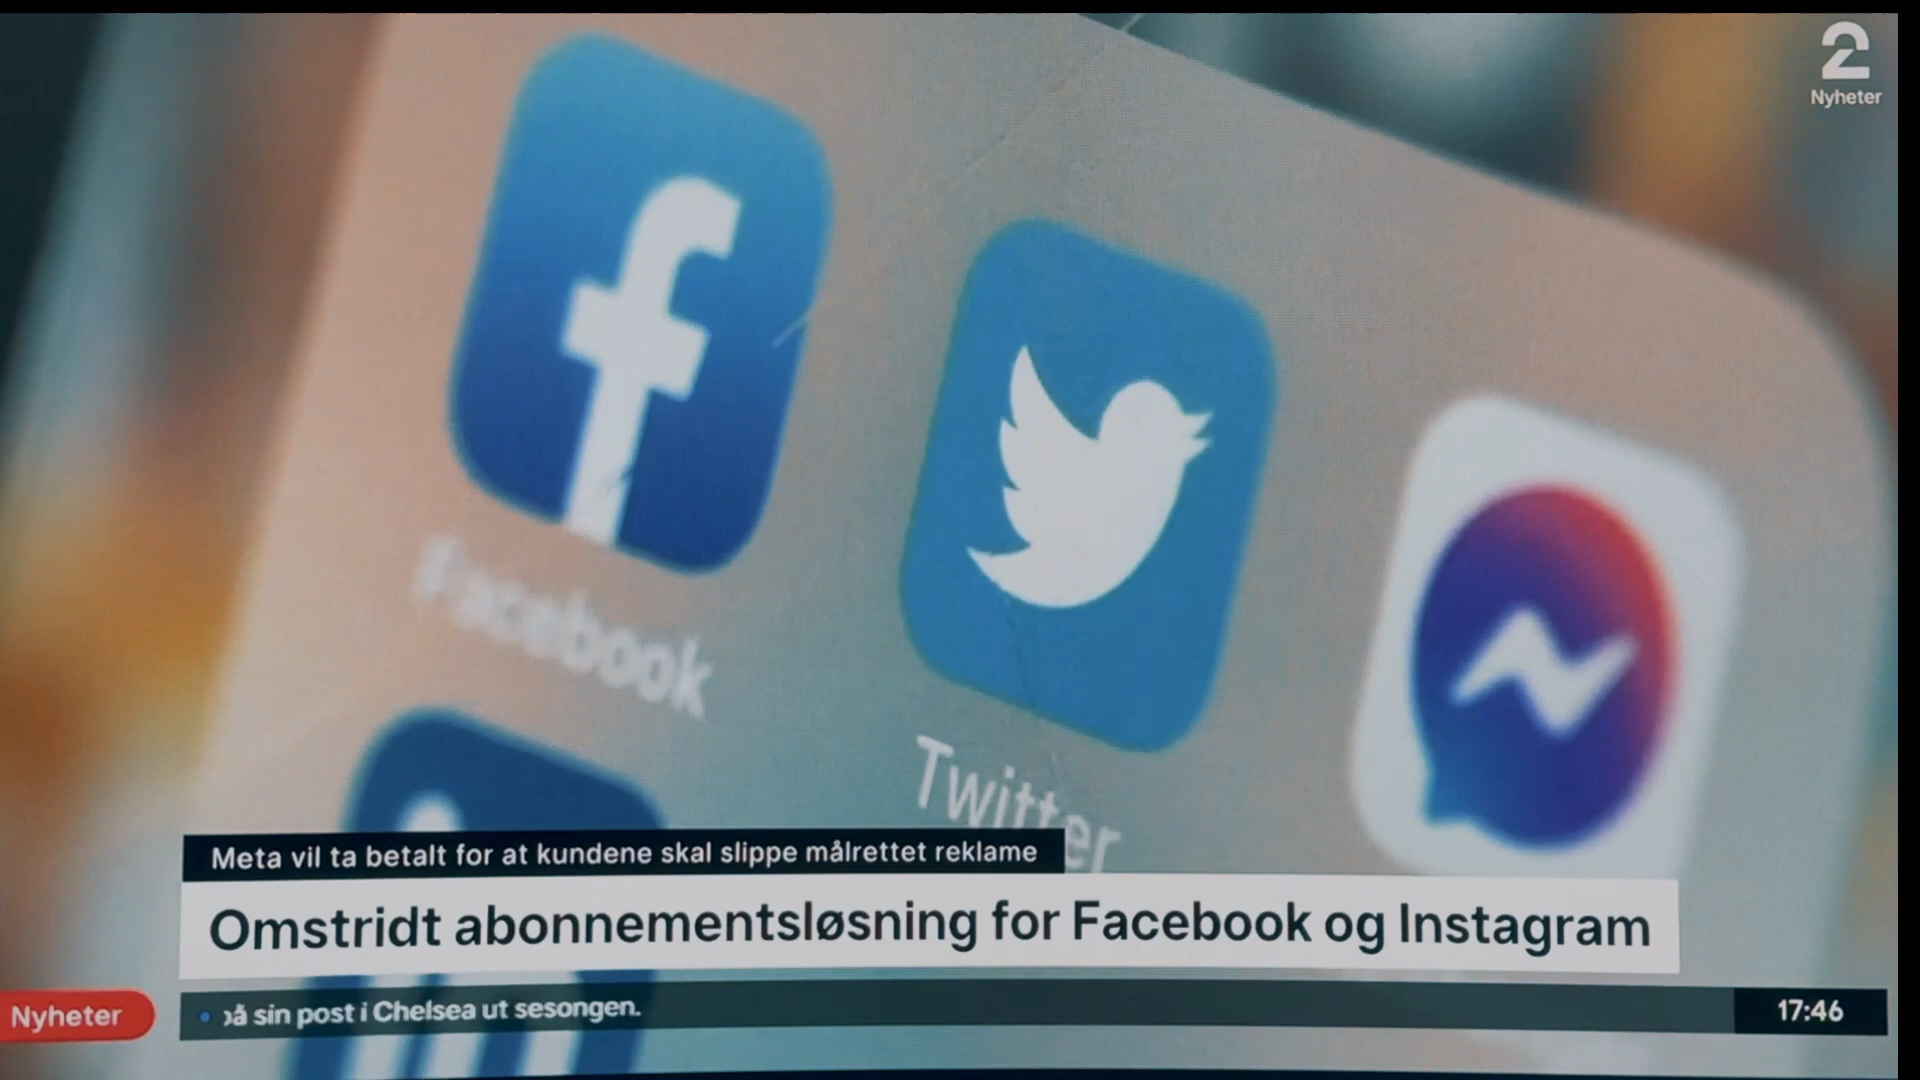 2
Nyheter
Facebook
Twitter
Meta vil ta betalt for at kundene skal slippe målrettet reklame
Omstridt abonnementsløsning for Facebook og Instagram
Nyheter
på sin post i Chelsea ut sesongen.
17:46